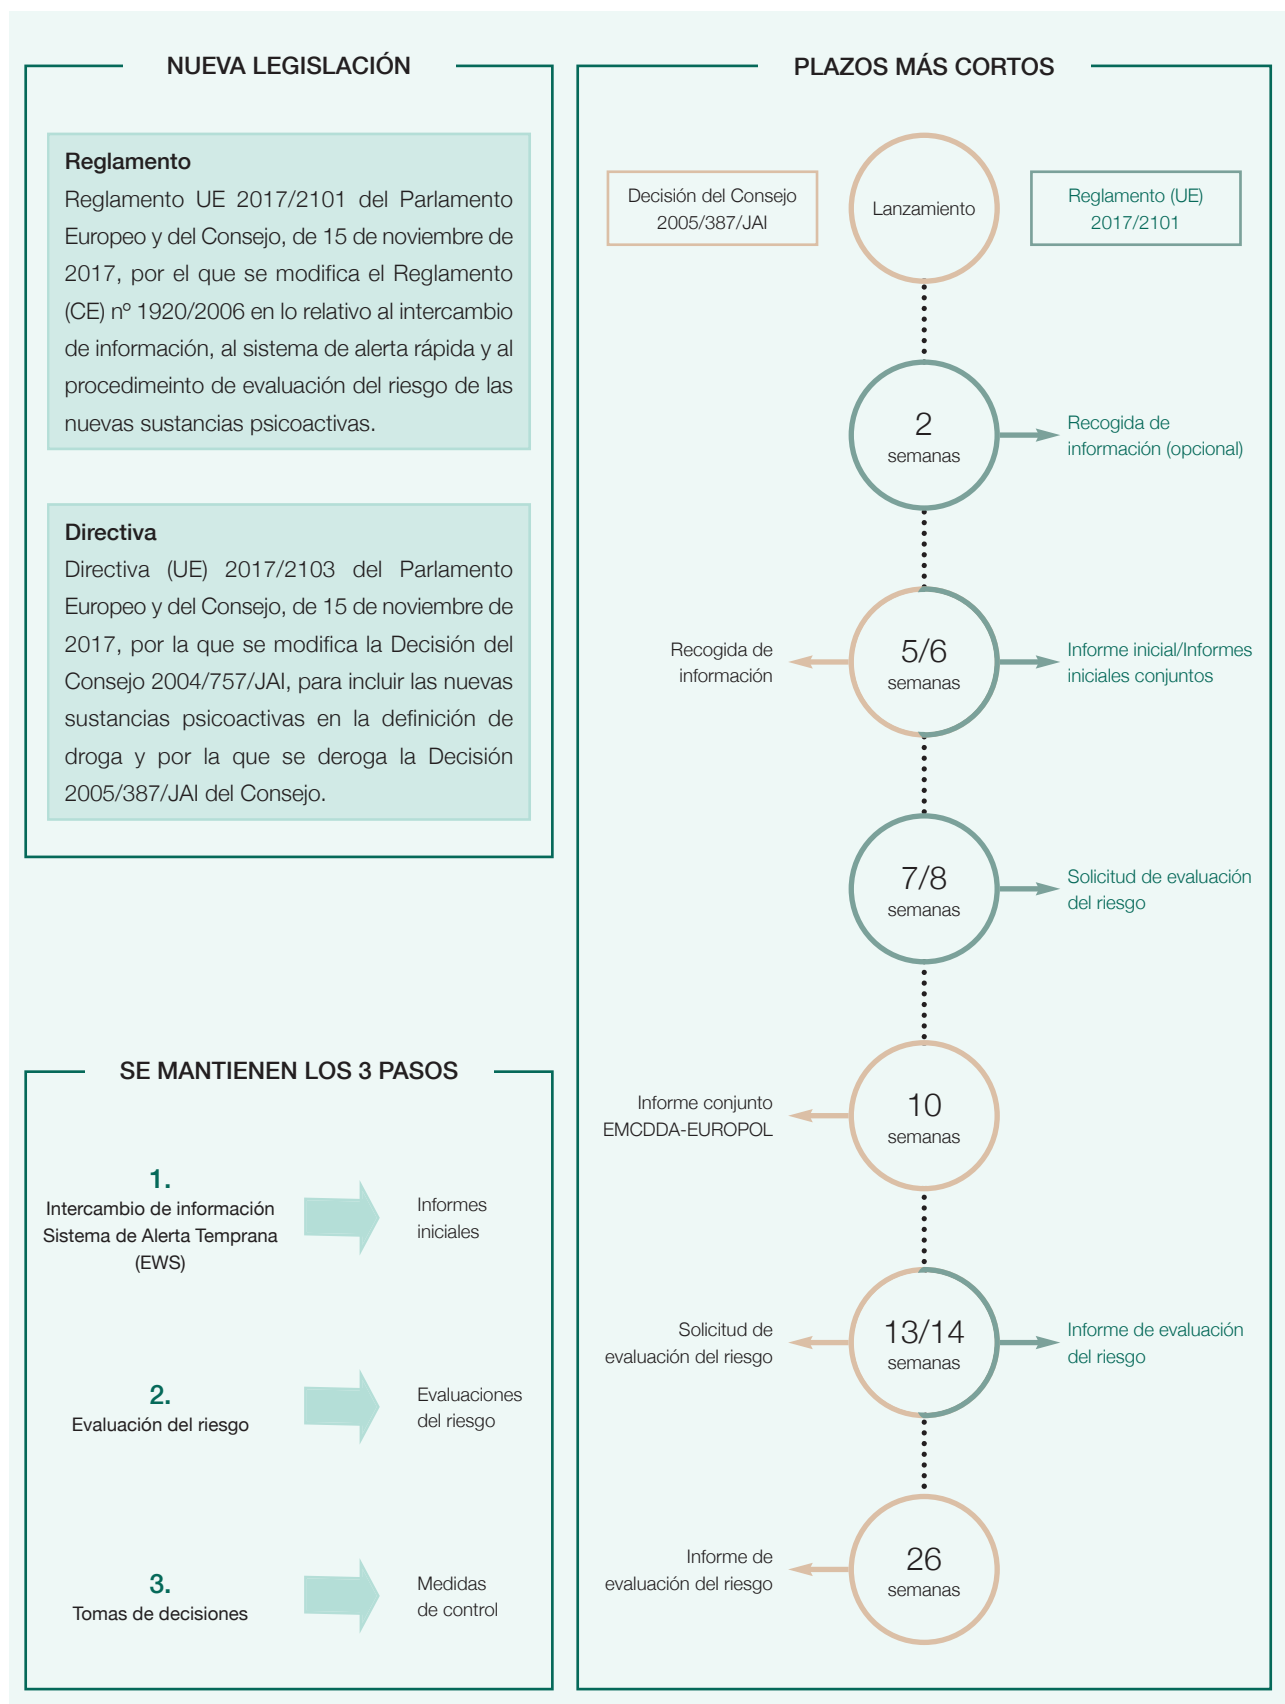 NUEVA LEGISLACIÓN
Reglamento
Reglamento UE 2017/2101 del Parlamento
Europeo y del Consejo, de 15 de noviembre de
2017, por el que se modifica el Reglamento
(CE) nº 1920/2006 en lo relativo al intercambio
de información, al sistema de alerta rápida y al
procedimeinto de evaluación del riesgo de las
nuevas sustancias psicoactivas.
Directiva
Directiva (UE) 2017/2103 del Parlamento
Europeo y del Consejo, de 15 de noviembre de
2017, por la que se modifica la Decisión del
Consejo 2004/757/JAI, para incluir las nuevas
sustancias psicoactivas en la definición de
droga y por la que se deroga la Decisión
2005/387/JAI del Consejo.
SE MANTIENEN LOS 3 PASOS
1.
Intercambio de información
Sistema de Alerta Temprana
(EWS)
Informes
iniciales
2.
Evaluación del riesgo
Evaluaciones
del riesgo
3.
Tomas de decisiones
Medidas
de control
PLAZOS MÁS CORTOS
Decisión del Consejo
2005/387/JAI
Lanzamiento
Reglamento (UE)
2017/2101
2
semanas
Recogida de
información (opcional)
Recogida de
información
5/6
semanas
Informe inicial/Informes
iniciales conjuntos
7/8
semanas
Solicitud de evaluación
del riesgo
Informe conjunto
EMCDDA-EUROPOL
10
semanas
Solicitud de
evaluación del riesgo
13/14
semanas
Informe de evaluación
del riesgo
Informe de
evaluación del riesgo
26
semanas